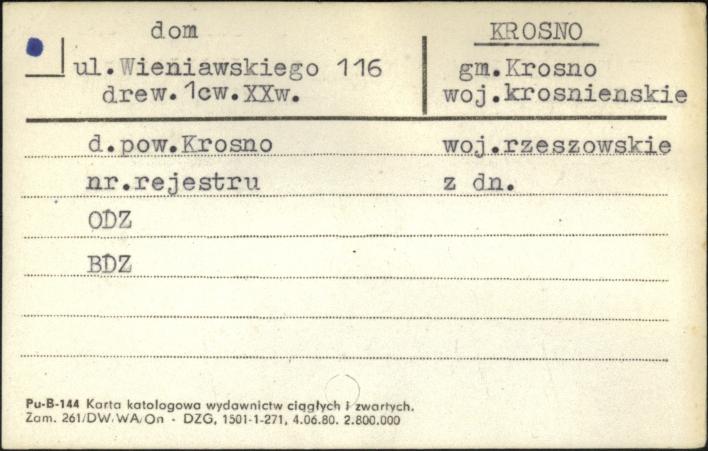 dom
ul.Wieniawskiego 116
drew.1cw.XXw.
KROSNO
gm.Krosno
woj.krosnienskie
d.pow.Krosno woj.rzeszowskie
nr.rejestru z dn.
ODZ
BDZ
Pu-B-144 Karta katologowa wydawnictw ciągłych i zwartych.
Zam. 261/DW/WA/On - DZG, 1501-1-271, 4.06.80. 2.800.000